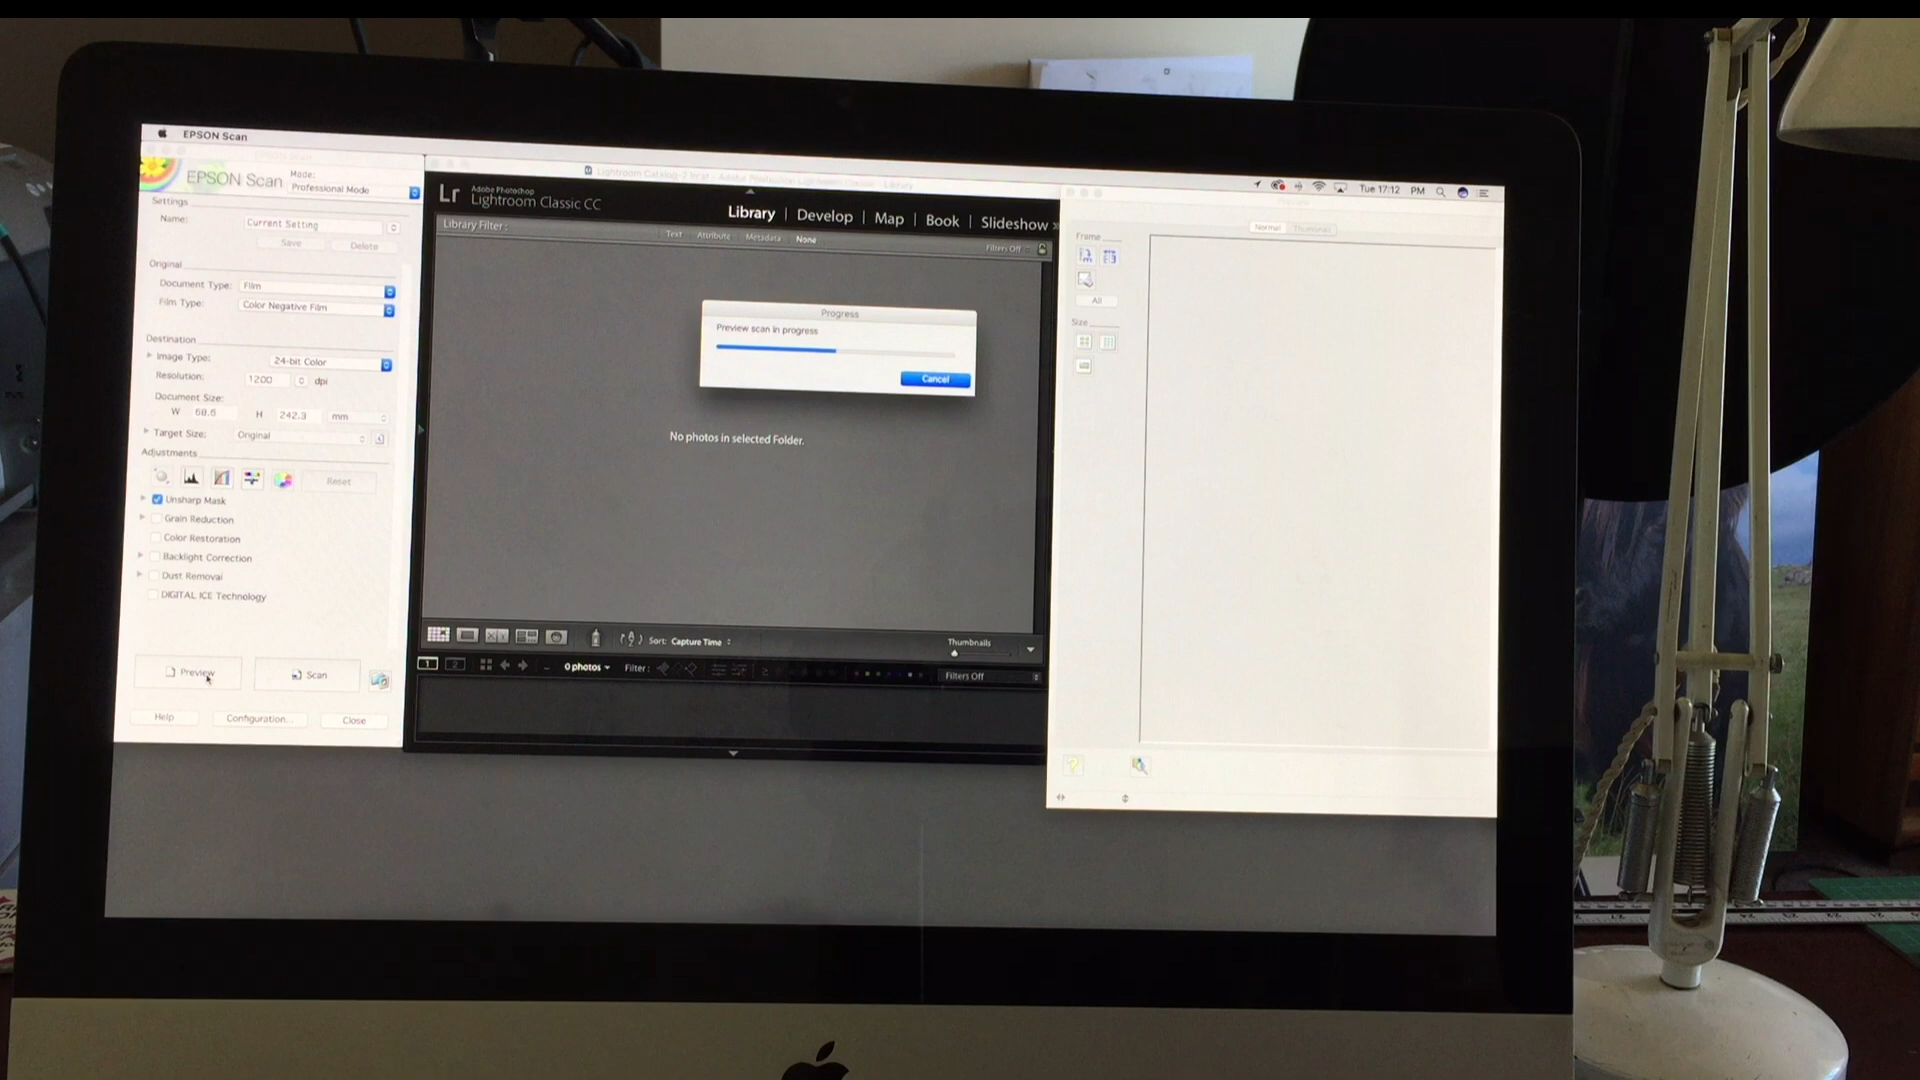 EPSON Scan
Tue 17:12 PM
EPSON Scan
Mode:
Professional Mode
Settings
Name:
Current Setting
Save
Delete
Original
Document Type:
Film
Film Type:
Color Negative Film
Destination
Image Type:
24-bit Color
Resolution:
1200
dpi
Document Size:
W
H
242.3
mm
Target Size:
Original
Adjustments
Reset
Unsharp Mask
Grain Reduction
Color Restoration
Backlight Correction
Dust Removal
DIGITAL ICE Technology
Preview
Scan
Help
Configuration...
Close
Lr
Adobe Photoshop
Lightroom Classic CC
Library | Develop | Map | Book | Slideshow
Library Filter:
Text
Attribute
Metadata
None
Filters Off
Progress
Preview scan in progress
Cancel
No photos in selected Folder.
Sort: Capture Time
Thumbnails
1
2
0 photos
Filter:
Filters Off
Normal
Thumbnail
Frame
All
Size